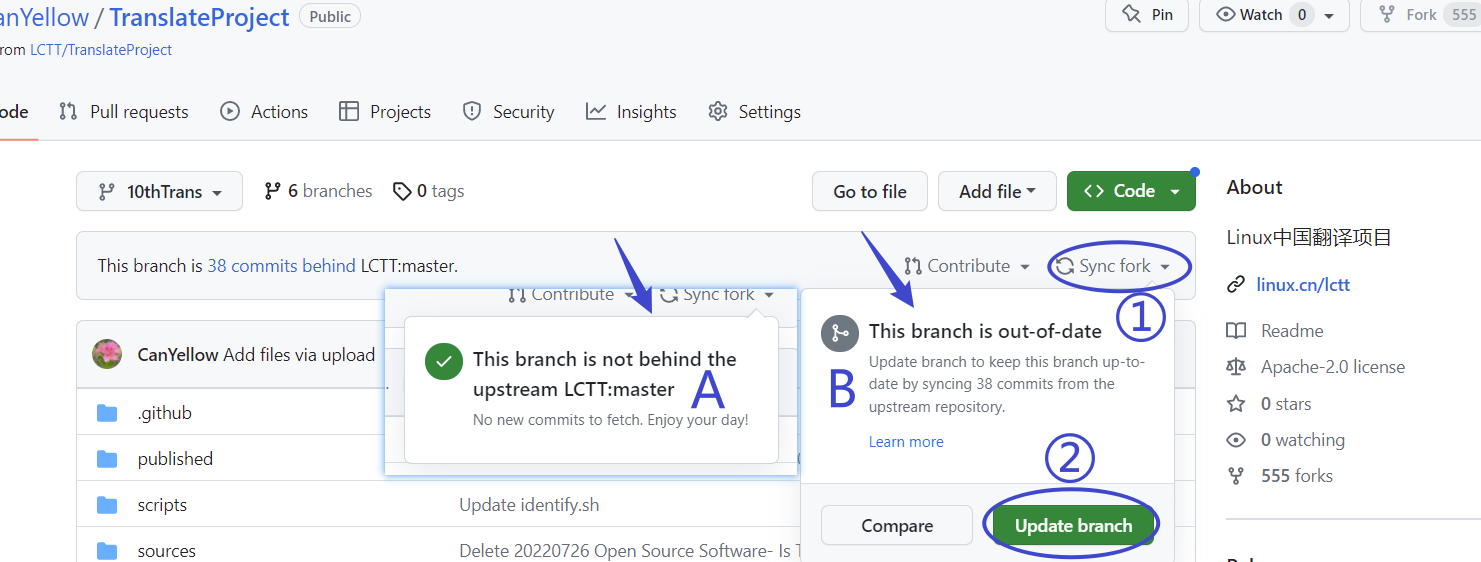 anYellow / TranslateProject Public
Pin
Watch 0
Fork 555
rom LCTT/TranslateProject
ode
Pull requests
Actions
Projects
Security
Insights
Settings
10thTrans
6 branches
0 tags
Go to file
Add file
<> Code
This branch is 38 commits behind LCTT:master.
Contribute
Sync fork
①
Contribute
Sync fork
This branch is not behind the
upstream LCTT:master
A
No new commits to fetch. Enjoy your day!
This branch is out-of-date
B
Update branch to keep this branch up-to-
date by syncing 38 commits from the
upstream repository.
Learn more
②
Compare
Update branch
CanYellow Add files via upload
.github
published
scripts
Update identify.sh
sources
Delete 20220726 Open Source Software- Is
About
Linux中国翻译项目
linux.cn/lctt
Readme
Apache-2.0 license
0 stars
0 watching
555 forks